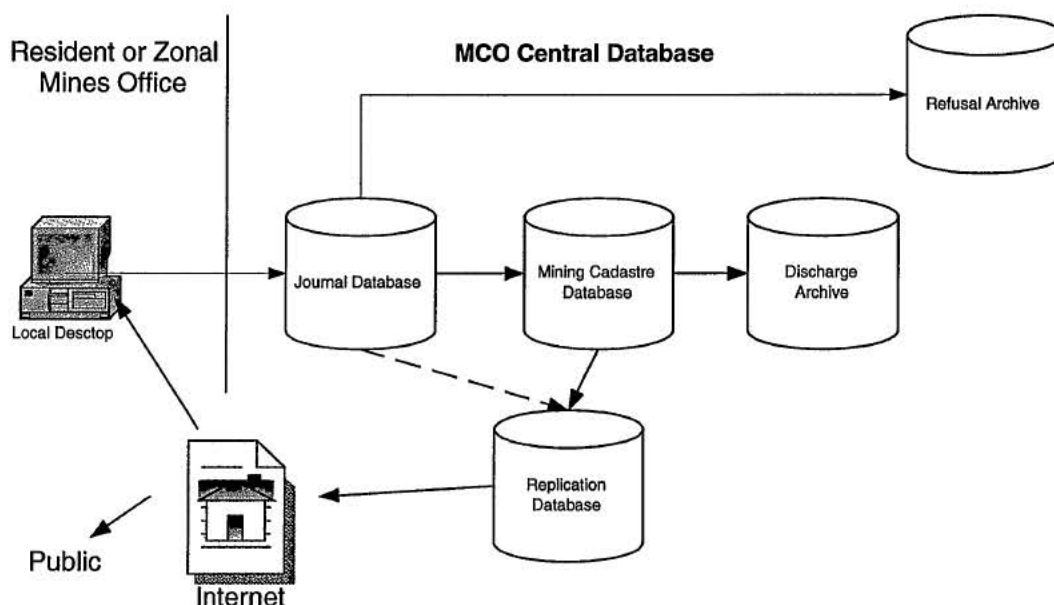 Resident or Zonal
Mines Office
MCO Central Database
Refusal Archive
Journal Database
Mining Cadastre
Database
Discharge
Archive
Local Desctop
Replication
Database
Public
Internet